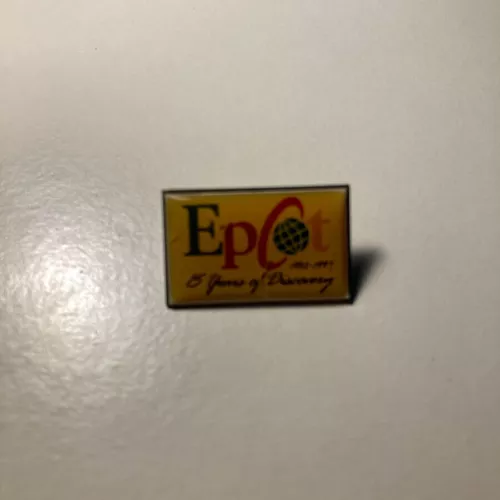 Epcot
1982-1997
15 Years of Discovery